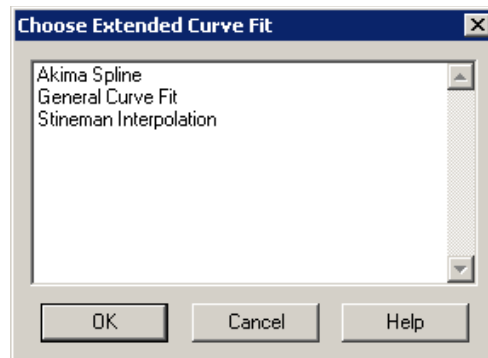 Choose Extended Curve Fit
Akima Spline
General Curve Fit
Stineman Interpolation
OK
Cancel
Help